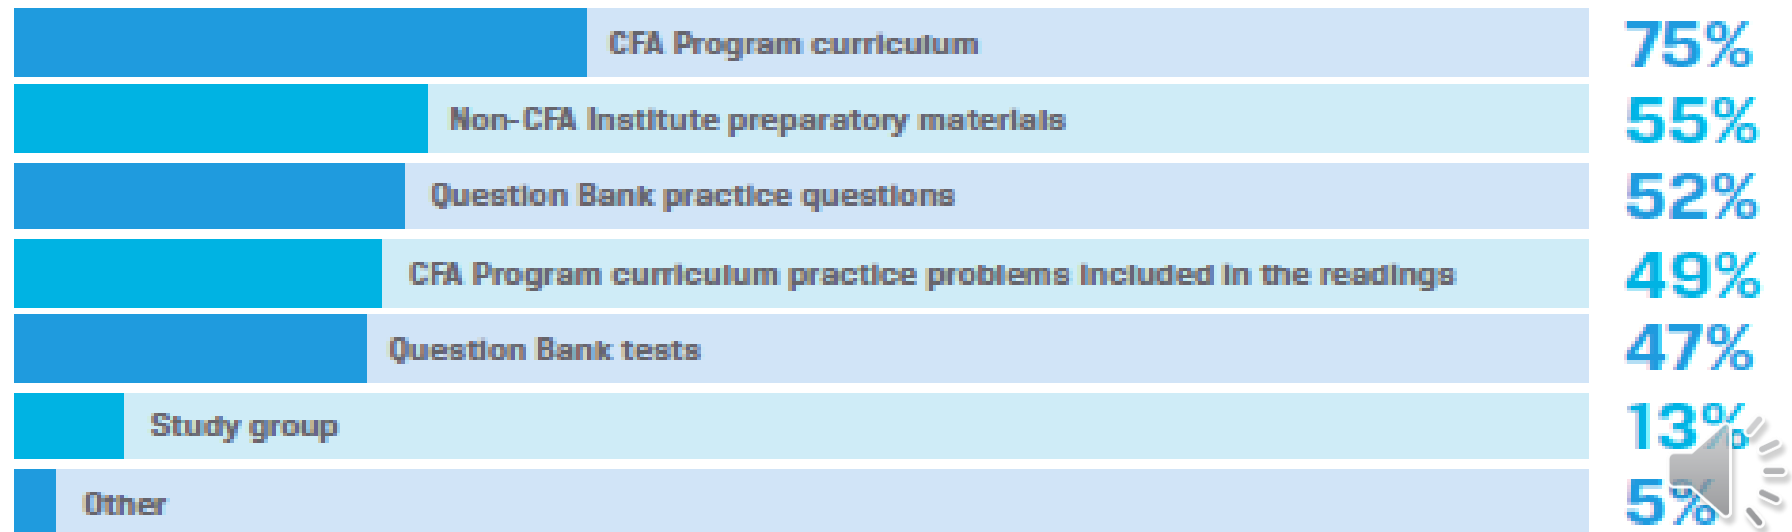 CFA Program curriculum 75%
Non-CFA Institute preparatory materials 55%
Question Bank practice questions 52%
CFA Program curriculum practice problems included in the readings 49%
Question Bank tests 47%
Study group 13%
Other 5%